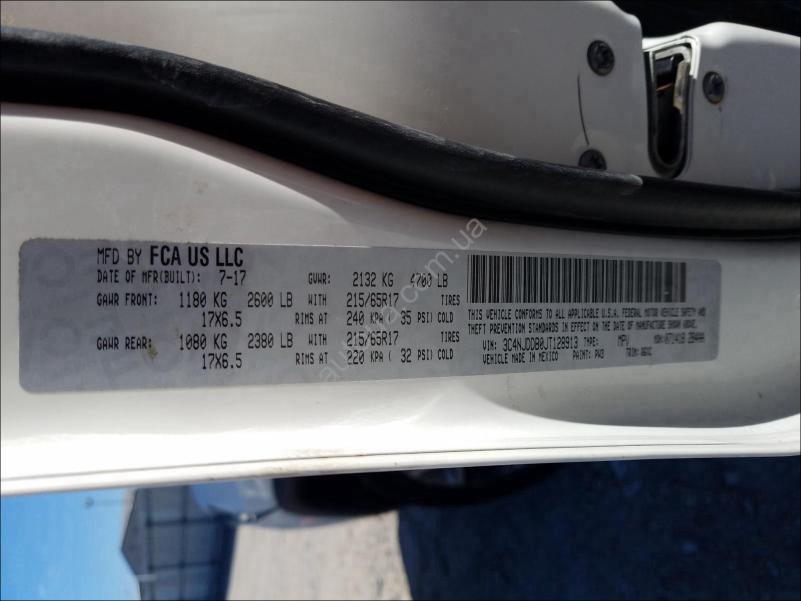 MFD BY FCA US LLC
DATE OF MFR(BUILT): 7-17 GVWR: 2132 KG 4700 LB
GAWR FRONT: 1180 KG 2600 LB WITH 215/65R17 TIRES
17X6.5 RIMS AT 240 KPA ( 35 PSI) COLD
GAWR REAR: 1080 KG 2380 LB WITH 215/65R17 TIRES
17X6.5 RIMS AT 220 KPA ( 32 PSI) COLD
THIS VEHICLE CONFORMS TO ALL APPLICABLE U.S.A. FEDERAL MOTOR VEHICLE SAFETY AND
THEFT PREVENTION STANDARDS IN EFFECT ON THE DATE OF MANUFACTURE SHOWN ABOVE.
VIN: 3C4NJDDB0JT128913 TYPE: MPV MDH: 071418
VEHICLE MADE IN MEXICO PAINT: PW3 TRIM: